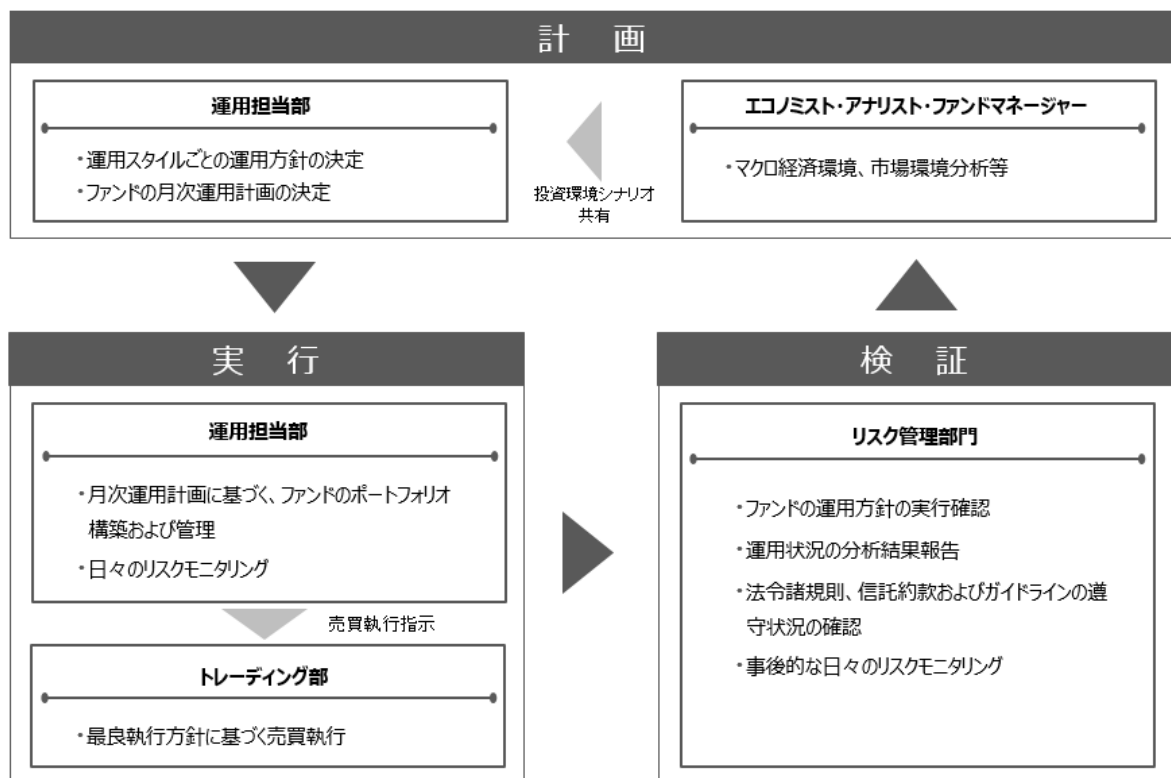 計 画
運用担当部
・運用スタイルごとの運用方針の決定
・ファンドの月次運用計画の決定
投資環境シナリオ
共有
エコノミスト・アナリスト・ファンドマネージャー
・マクロ経済環境、市場環境分析等
実 行
運用担当部
・月次運用計画に基づく、ファンドのポートフォリオ
構築および管理
・日々のリスクモニタリング
売買執行指示
トレーディング部
・最良執行方針に基づく売買執行
検 証
リスク管理部門
・ファンドの運用方針の実行確認
・運用状況の分析結果報告
・法令諸規則、信託約款およびガイドラインの遵
守状況の確認
・事後的な日々のリスクモニタリング